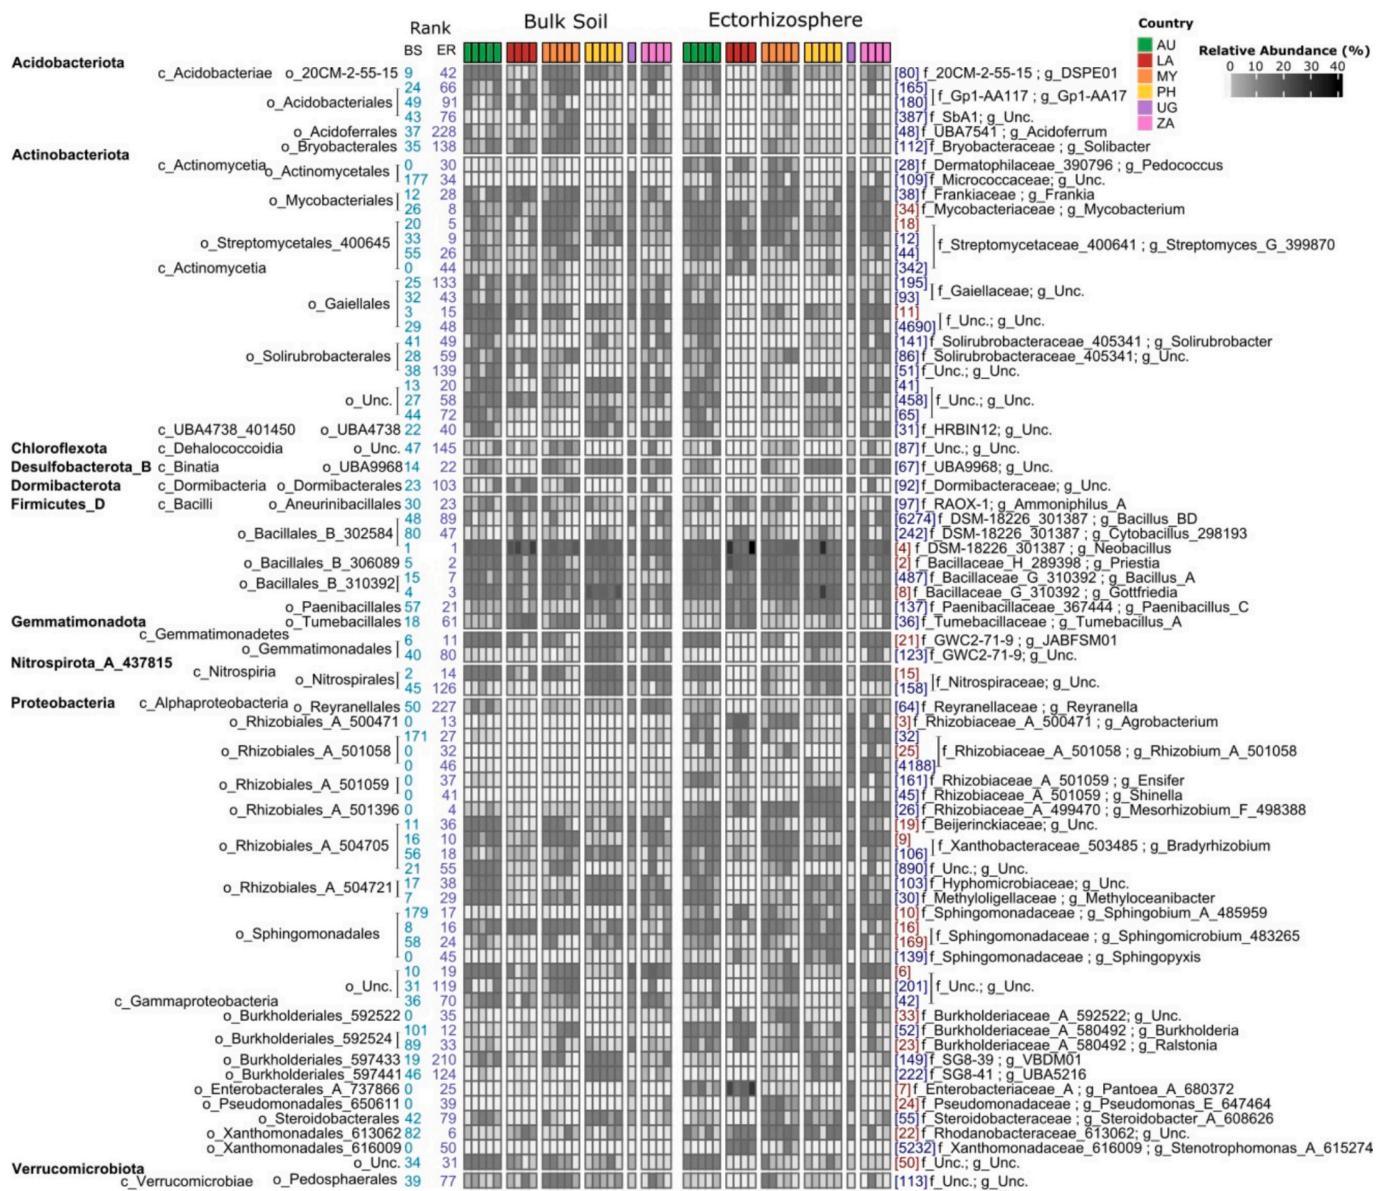 Bulk Soil Ectorhizosphere
Country
AU
LA
MY
PH
UG
ZA
Relative Abundance (%)
0 10 20 30 40
Rank
BS ER
Acidobacteriota
c_Acidobacteriae o_20CM-2-55-15 9 42 [80] f_20CM-2-55-15 ; g_DSPE01
24 66 [165]
o_Acidobacteriales 49 91 [180] f_Gp1-AA117 ; g_Gp1-AA17
43 76 [387] f_SbA1; g_Unc.
o_Acidoferrales 37 228 [48] f_UBA7541 ; g_Acidoferrum
o_Bryobacterales 35 138 [112] f_Bryobacteraceae ; g_Solibacter
Actinobacteriota
c_Actinomycetia o_Actinomycetales 0 30 [28] f_Dermatophilaceae_390796 ; g_Pedococcus
177 34 [109] f_Micrococcaceae; g_Unc.
o_Mycobacteriales 12 28 [38] f_Frankiaceae ; g_Frankia
26 8 [34] f_Mycobacteriaceae ; g_Mycobacterium
20 5 [18]
o_Streptomycetales_400645 33 9 [12] f_Streptomycetaceae_400641 ; g_Streptomyces_G_399870
55 26 [44]
c_Actinomycetia 0 44 [342]
25 133 [195]
o_Gaiellales 32 43 [93] f_Gaiellaceae; g_Unc.
3 15 [11]
29 48 [4690] f_Unc.; g_Unc.
41 49 [141] f_Solirubrobacteraceae_405341 ; g_Solirubrobacter
o_Solirubrobacterales 28 59 [86] f_Solirubrobacteraceae_405341; g_Unc.
38 139 [51] f_Unc.; g_Unc.
13 20 [41]
o_Unc. 27 58 [458] f_Unc.; g_Unc.
44 72 [65]
c_UBA4738_401450 o_UBA4738 22 40 [31] f_HRBIN12; g_Unc.
Chloroflexota c_Dehalococcoidia o_Unc. 47 145 [87] f_Unc.; g_Unc.
Desulfobacterota_B c_Binatia o_UBA9968 14 22 [67] f_UBA9968; g_Unc.
Dormibacterota c_Dormibacteria o_Dormibacterales 23 103 [92] f_Dormibacteraceae; g_Unc.
Firmicutes_D c_Bacilli o_Aneurinibacillales 30 23 [97] f_RAOX-1; g_Ammoniphilus_A
48 89 [6274] f_DSM-18226_301387 ; g_Bacillus_BD
o_Bacillales_B_302584 80 47 [242] f_DSM-18226_301387 ; g_Cytobacillus_298193
1 1 [4] f_DSM-18226_301387 ; g_Neobacillus
o_Bacillales_B_306089 5 2 [2] f_Bacillaceae_H_289398 ; g_Priestia
o_Bacillales_B_310392 15 7 [487] f_Bacillaceae_G_310392 ; g_Bacillus_A
4 3 [8] f_Bacillaceae_G_310392 ; g_Gottfriedia
o_Paenibacillales 57 21 [137] f_Paenibacillaceae_367444 ; g_Paenibacillus_C
o_Tumebacillales 18 61 [36] f_Tumebacillaceae ; g_Tumebacillus_A
Gemmatimonadota
c_Gemmatimonadetes 6 11 [21] f_GWC2-71-9 ; g_JABFSM01
o_Gemmatimonadales 40 80 [123] f_GWC2-71-9; g_Unc.
Nitrospirota_A_437815
c_Nitrospiria o_Nitrospirales 2 14 [15] f_Nitrospiraceae; g_Unc.
45 126 [158]
Proteobacteria c_Alphaproteobacteria o_Reyranellales 50 227 [64] f_Reyranellaceae ; g_Reyranella
o_Rhizobiales_A_500471 0 13 [3] f_Rhizobiaceae_A_500471 ; g_Agrobacterium
171 27 [32]
o_Rhizobiales_A_501058 0 32 [25] f_Rhizobiaceae_A_501058 ; g_Rhizobium_A_501058
0 46 [4188]
o_Rhizobiales_A_501059 0 37 [161] f_Rhizobiaceae_A_501059 ; g_Ensifer
0 41 [45] f_Rhizobiaceae_A_501059 ; g_Shinella
o_Rhizobiales_A_501396 0 4 [26] f_Rhizobiaceae_A_499470 ; g_Mesorhizobium_F_498388
11 36 [19] f_Beijerinckiaceae; g_Unc.
o_Rhizobiales_A_504705 16 10 [9] f_Xanthobacteraceae_503485 ; g_Bradyrhizobium
56 18 [106]
21 55 [890] f_Unc.; g_Unc.
o_Rhizobiales_A_504721 17 38 [103] f_Hyphomicrobiaceae; g_Unc.
7 29 [30] f_Methyloligellaceae ; g_Methyloceanibacter
179 17 [10] f_Sphingomonadaceae ; g_Sphingobium_A_485959
o_Sphingomonadales 8 16 [16] f_Sphingomonadaceae ; g_Sphingomicrobium_483265
58 24 [169]
0 45 [139] f_Sphingomonadaceae ; g_Sphingopyxis
10 19 [6]
o_Unc. 31 119 [201] f_Unc.; g_Unc.
c_Gammaproteobacteria 36 70 [42]
o_Burkholderiales_592522 0 35 [33] f_Burkholderiaceae_A_592522; g_Unc.
o_Burkholderiales_592524 101 12 [52] f_Burkholderiaceae_A_580492 ; g_Burkholderia
89 33 [23] f_Burkholderiaceae_A_580492 ; g_Ralstonia
o_Burkholderiales_597433 19 210 [149] f_SG8-39 ; g_VBDM01
o_Burkholderiales_597441 46 124 [222] f_SG8-41 ; g_UBA5216
o_Enterobacterales_A_737866 0 25 [7] f_Enterobacteriaceae_A ; g_Pantoea_A_680372
o_Pseudomonadales_650611 0 39 [24] f_Pseudomonadaceae ; g_Pseudomonas_E_647464
o_Steroidobacterales 42 79 [55] f_Steroidobacteraceae ; g_Steroidobacter_A_608626
o_Xanthomonadales_613062 82 6 [22] f_Rhodanobacteraceae_613062; g_Unc.
o_Xanthomonadales_616009 0 50 [5232] f_Xanthomonadaceae_616009 ; g_Stenotrophomonas_A_615274
Verrucomicrobiota o_Unc. 34 31 [50] f_Unc.; g_Unc.
c_Verrucomicrobiae o_Pedosphaerales 39 77 [113] f_Unc.; g_Unc.